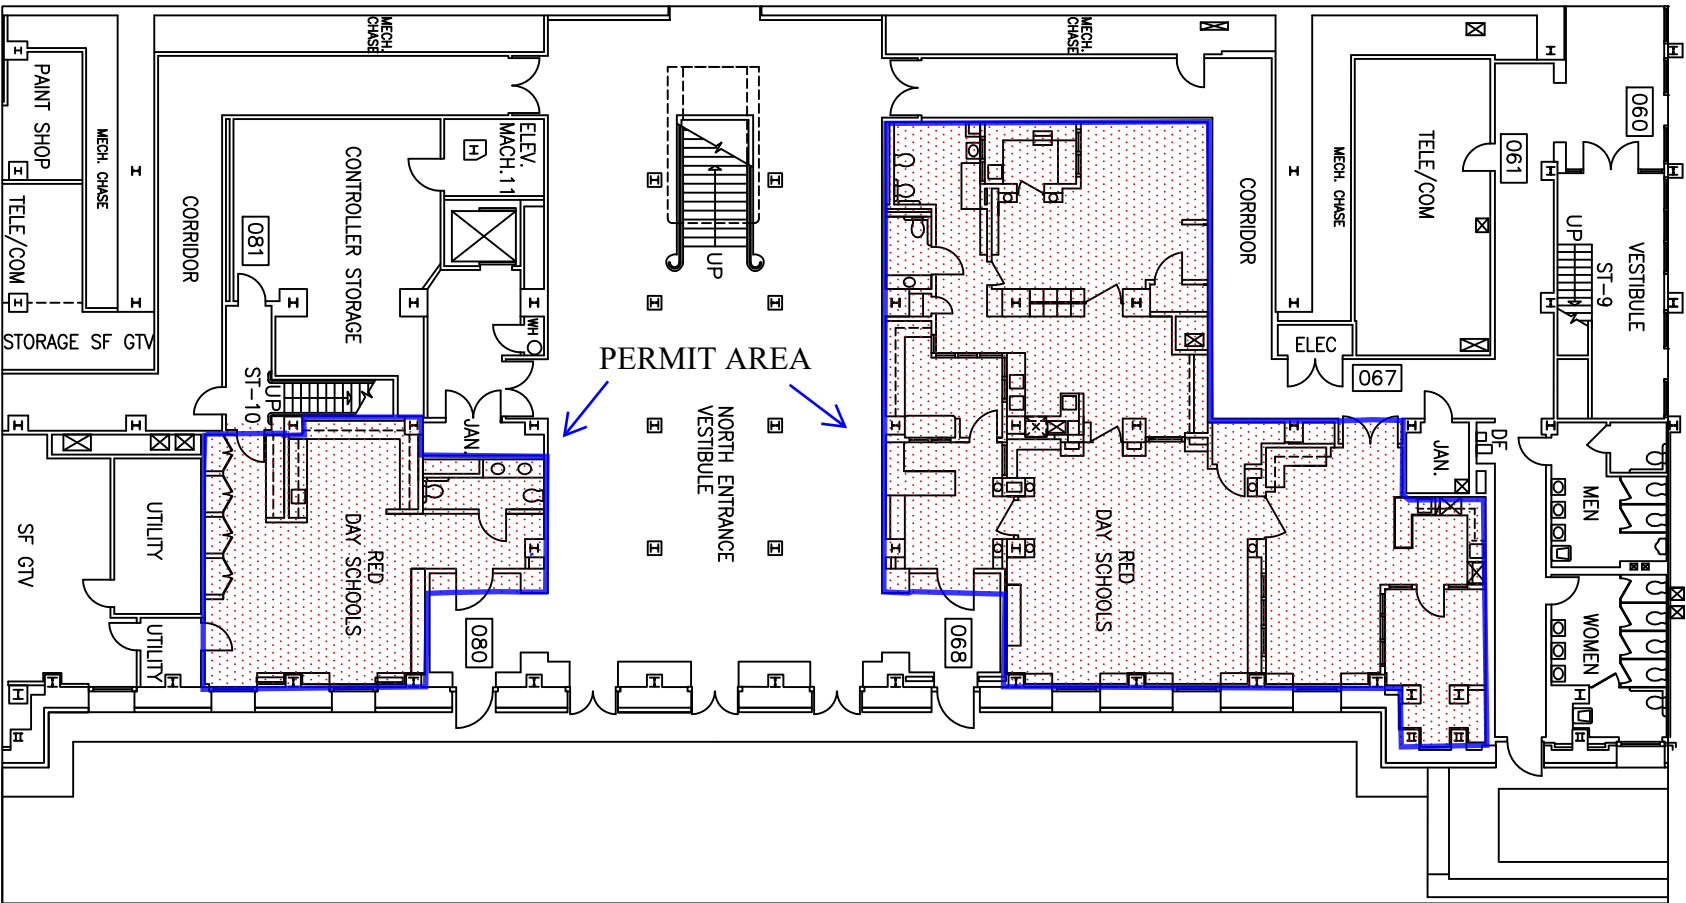 MECH.
CHASE
MECH.
CHASE
PAINT SHOP
MECH. CHASE
TELE/COM
STORAGE SF GTV
CORRIDOR
081
CONTROLLER STORAGE
ELEV.
MACH.11
WH
UP
ST-10
JAN.
UP
PERMIT AREA
NORTH ENTRANCE
VESTIBULE
CORRIDOR
MECH. CHASE
TELE/COM
061
060
UP
ST-9
VESTIBULE
ELEC
067
JAN.
DF
MEN
WOMEN
SF GTV
UTILITY
UTILITY
RED
DAY SCHOOLS
080
068
RED
DAY SCHOOLS